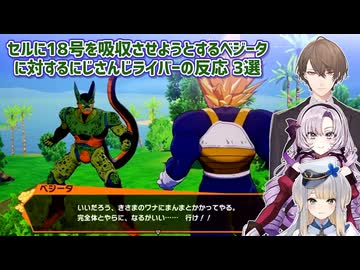 セルに18号を吸収させようとするベジータ
に対するにじさんじライバーの反応 3選
ベジータ
いいだろう、きさまのワナにまんまとかかってやる。
完全体とやらに、なるがいい…… 行け！！